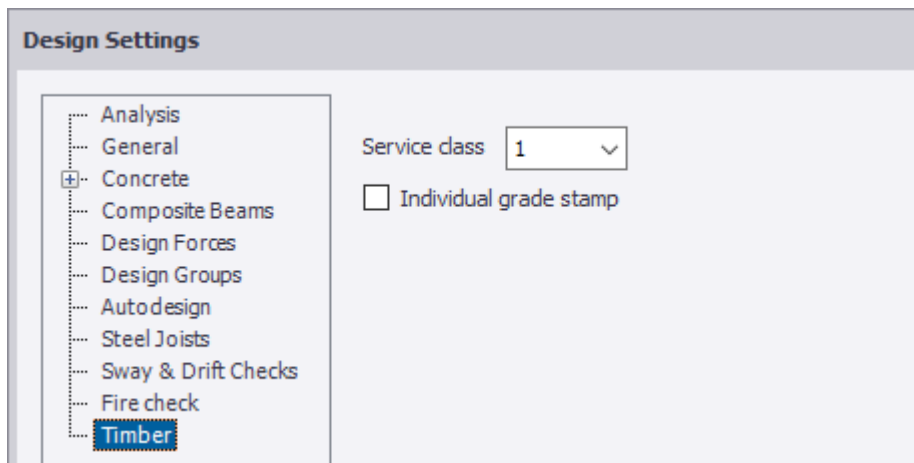 Design Settings
Analysis
General
Concrete
Composite Beams
Design Forces
Design Groups
Autodesign
Steel Joists
Sway & Drift Checks
Fire check
Timber
Service class 1
Individual grade stamp